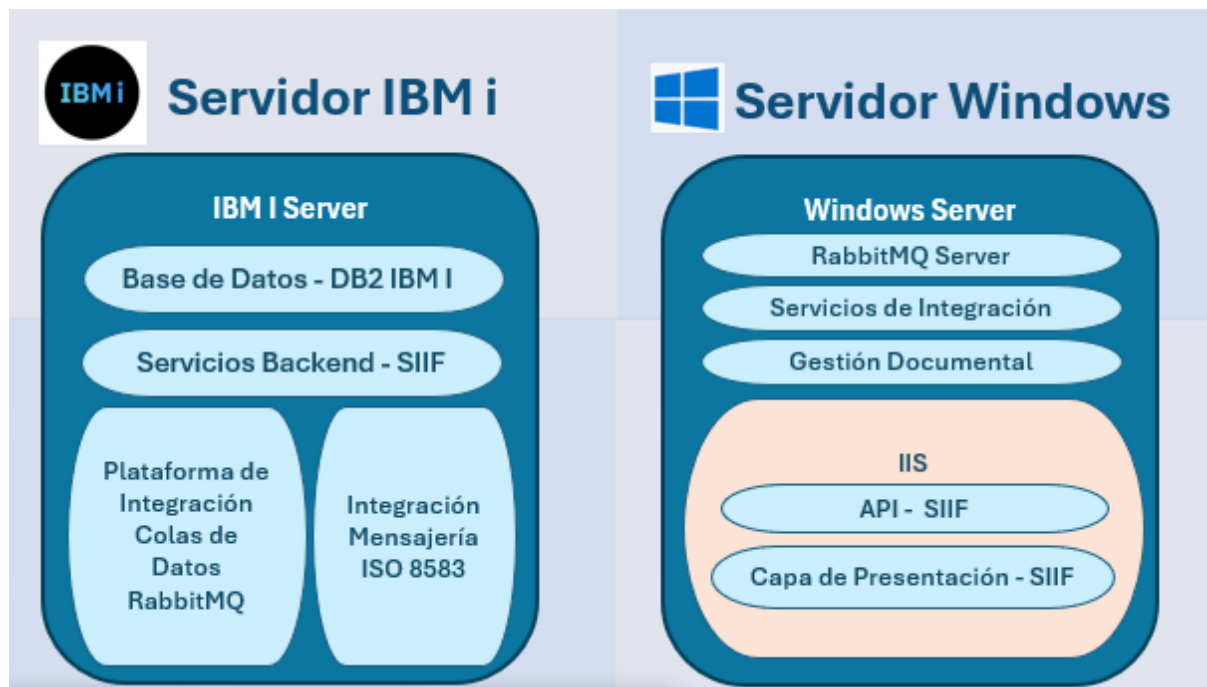 IBM i
Servidor IBM i
IBM I Server
Base de Datos - DB2 IBM I
Servicios Backend - SIIF
Plataforma de
Integración
Colas de
Datos
RabbitMQ
Integración
Mensajería
ISO 8583
Servidor Windows
Windows Server
RabbitMQ Server
Servicios de Integración
Gestión Documental
IIS
API - SIIF
Capa de Presentación - SIIF